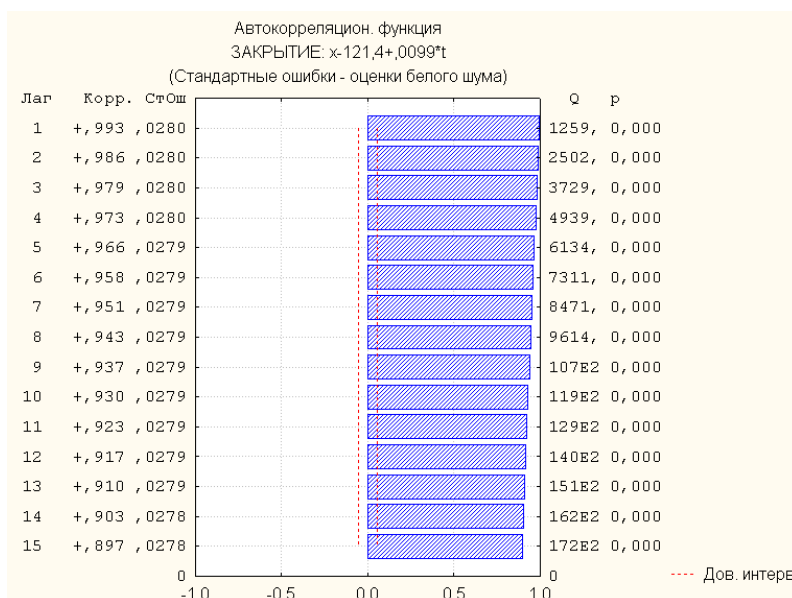 Автокорреляцион. функция
ЗАКРЫТИЕ: x-121,4+,0099*t
(Стандартные ошибки - оценки белого шума)
Лаг Корр. СтОш Q p
1 +,993 ,0280 1259, 0,000
2 +,986 ,0280 2502, 0,000
3 +,979 ,0280 3729, 0,000
4 +,973 ,0280 4939, 0,000
5 +,966 ,0279 6134, 0,000
6 +,958 ,0279 7311, 0,000
7 +,951 ,0279 8471, 0,000
8 +,943 ,0279 9614, 0,000
9 +,937 ,0279 107E2 0,000
10 +,930 ,0279 119E2 0,000
11 +,923 ,0279 129E2 0,000
12 +,917 ,0279 140E2 0,000
13 +,910 ,0279 151E2 0,000
14 +,903 ,0278 162E2 0,000
15 +,897 ,0278 172E2 0,000
0 0
-1,0 -0,5 0,0 0,5 1,0
Дов. интерв